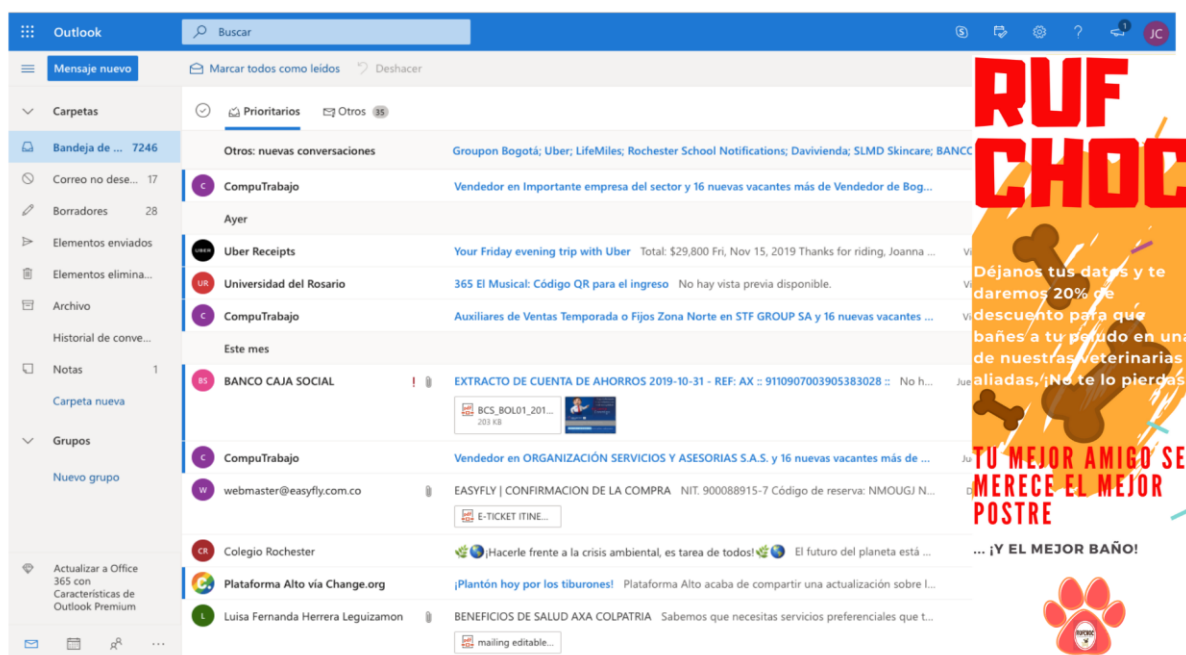 Outlook
Buscar
1
JC
Mensaje nuevo
Marcar todos como leídos
Deshacer
Carpetas
Prioritarios
Otros 35
Bandeja de ... 7246
Otros: nuevas conversaciones
Groupon Bogotá; Uber; LifeMiles; Rochester School Notifications; Davivienda; SLMD Skincare; BANCO
Correo no dese... 17
C CompuTrabajo
Vendedor en Importante empresa del sector y 16 nuevas vacantes más de Vendedor de Bog...
Borradores 28
Ayer
Elementos enviados
UBER Uber Receipts
Your Friday evening trip with Uber Total: $29,800 Fri, Nov 15, 2019 Thanks for riding, Joanna ...
Elementos elimina...
UR Universidad del Rosario
365 El Musical: Código QR para el ingreso No hay vista previa disponible.
Archivo
C CompuTrabajo
Auxiliares de Ventas Temporada o Fijos Zona Norte en STF GROUP SA y 16 nuevas vacantes ...
Historial de conve...
Este mes
Notas 1
BS BANCO CAJA SOCIAL
EXTRACTO DE CUENTA DE AHORROS 2019-10-31 - REF: AX :: 9110907003905383028 :: No h...
Jue
Carpeta nueva
BCS_BOL01_201...
203 KB
Grupos
C CompuTrabajo
Vendedor en ORGANIZACIÓN SERVICIOS Y ASESORIAS S.A.S. y 16 nuevas vacantes más de ...
Nuevo grupo
W webmaster@easyfly.com.co
EASYFLY | CONFIRMACION DE LA COMPRA NIT. 900088915-7 Código de reserva: NMOUGJ N...
E-TICKET ITINE...
CR Colegio Rochester
¡Hacerle frente a la crisis ambiental, es tarea de todos! El futuro del planeta está ...
Actualizar a Office
365 con
Características de
Outlook Premium
Plataforma Alto vía Change.org
¡Plantón hoy por los tiburones! Plataforma Alto acaba de compartir una actualización sobre l...
L Luisa Fernanda Herrera Leguizamon
BENEFICIOS DE SALUD AXA COLPATRIA Sabemos que necesitas servicios preferenciales que t...
mailing editable...
RUF
CHOC
Déjanos tus datos y te
daremos 20% de
descuento para que
bañes a tu peludo en una
de nuestras veterinarias
aliadas, ¡No te lo pierdas
TU MEJOR AMIGO SE
MERECE EL MEJOR
POSTRE
... ¡Y EL MEJOR BAÑO!
RUFCHOC